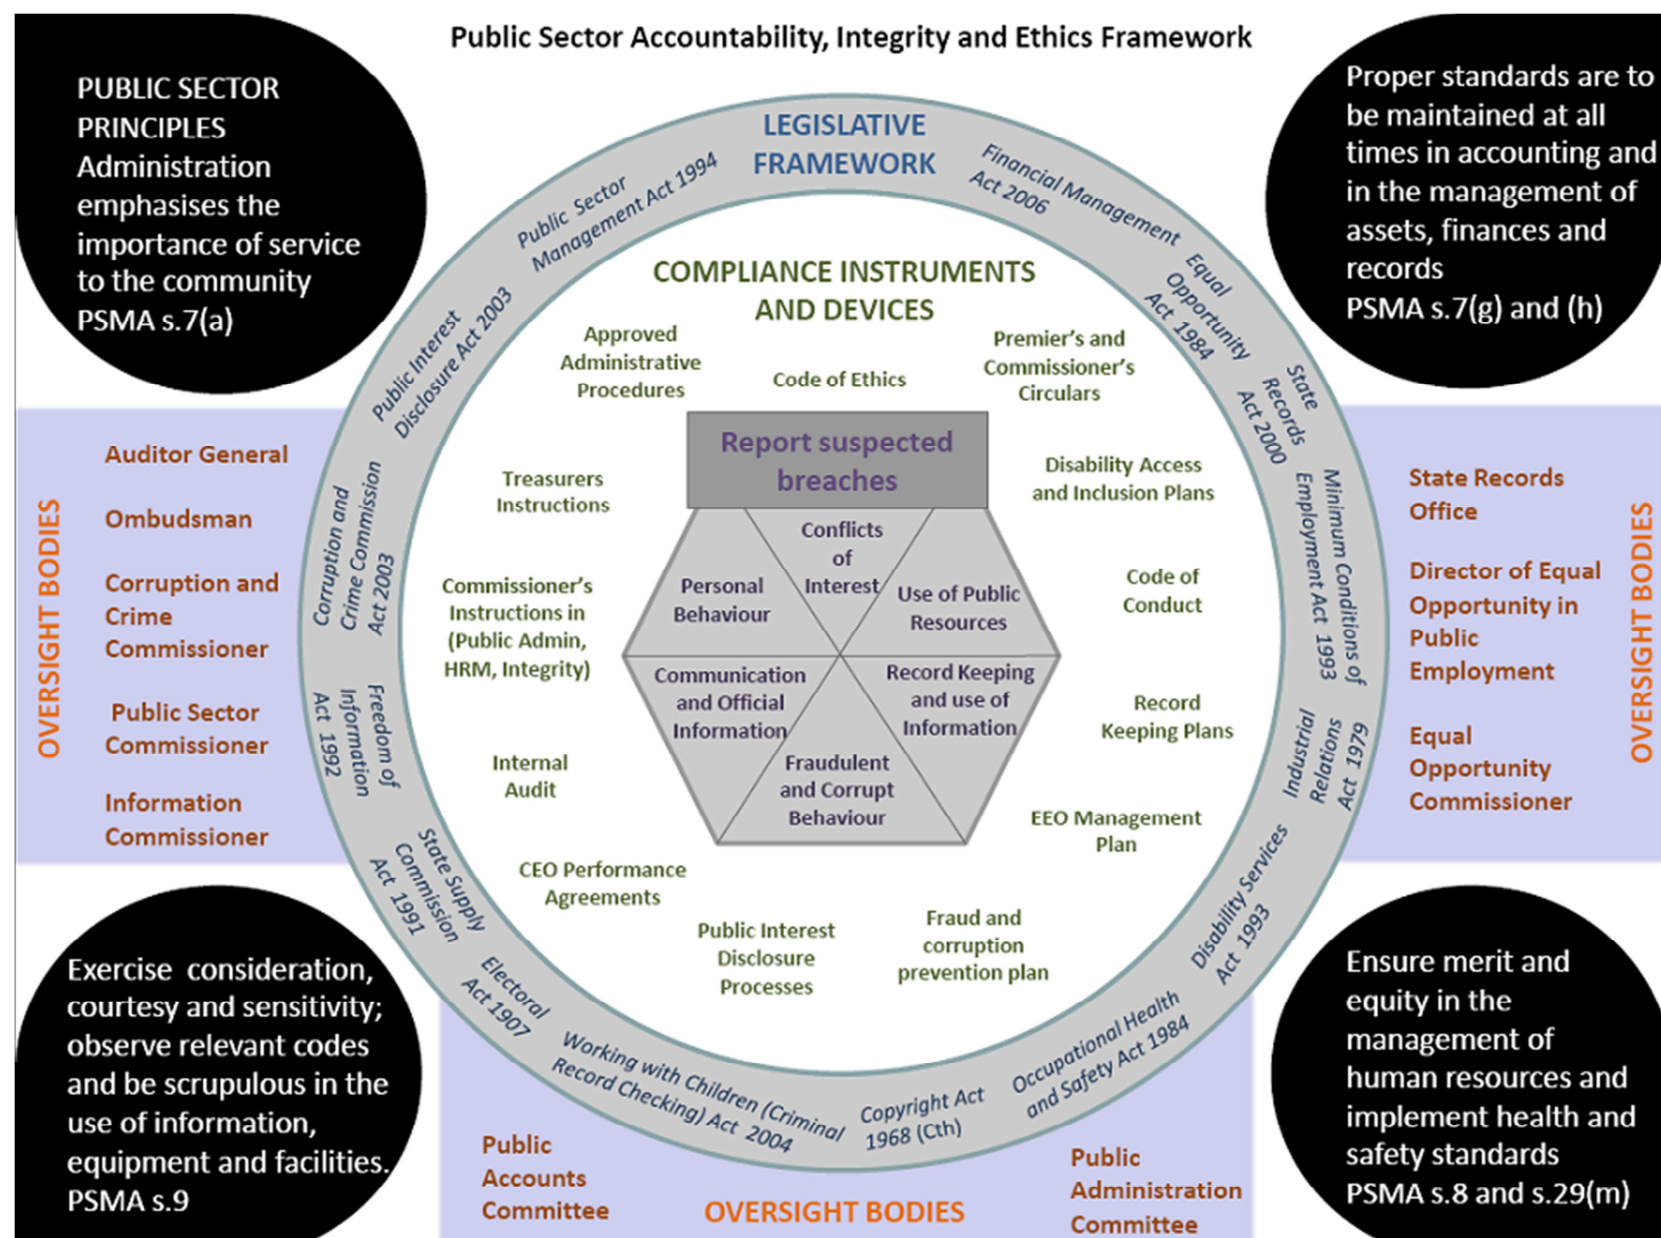 Public Sector Accountability, Integrity and Ethics Framework
PUBLIC SECTOR
PRINCIPLES
Administration
emphasises the
importance of service
to the community
PSMA s.7(a)
Proper standards are to
be maintained at all
times in accounting and
in the management of
assets, finances and
records
PSMA s.7(g) and (h)
LEGISLATIVE
FRAMEWORK
Financial Management
Act 2006
Equal
Opportunity
Act 1984
State
Records
Act 2000
Minimum Conditions of
Employment Act 1993
Industrial
Relations
Act 1979
Disability Services
Act 1993
Occupational Health
and Safety Act 1984
Copyright Act
1968 (Cth)
Working with Children (Criminal
Record Checking) Act 2004
Electoral
Act 1907
State Supply
Commission
Act 1991
Freedom of
Information
Act 1992
Corruption and
Crime Commission
Act 2003
Public Interest
Disclosure Act 2003
Public Sector
Management Act 1994
COMPLIANCE INSTRUMENTS
AND DEVICES
Approved
Administrative
Procedures
Code of Ethics
Premier's and
Commissioner's
Circulars
Treasurers
Instructions
Disability Access
and Inclusion Plans
Commissioner's
Instructions in
(Public Admin,
HRM, Integrity)
Code of
Conduct
Record
Keeping Plans
Internal
Audit
EEO Management
Plan
CEO Performance
Agreements
Public Interest
Disclosure
Processes
Fraud and
corruption
prevention plan
Report suspected
breaches
Conflicts
of
Interest
Personal
Behaviour
Use of Public
Resources
Communication
and Official
Information
Record Keeping
and use of
Information
Fraudulent
and Corrupt
Behaviour
OVERSIGHT BODIES
Auditor General
Ombudsman
Corruption and
Crime
Commissioner
Public Sector
Commissioner
Information
Commissioner
State Records
Office
Director of Equal
Opportunity in
Public
Employment
Equal
Opportunity
Commissioner
OVERSIGHT BODIES
Exercise consideration,
courtesy and sensitivity;
observe relevant codes
and be scrupulous in the
use of information,
equipment and facilities.
PSMA s.9
Public
Accounts
Committee
OVERSIGHT BODIES
Public
Administration
Committee
Ensure merit and
equity in the
management of
human resources and
implement health and
safety standards
PSMA s.8 and s.29(m)